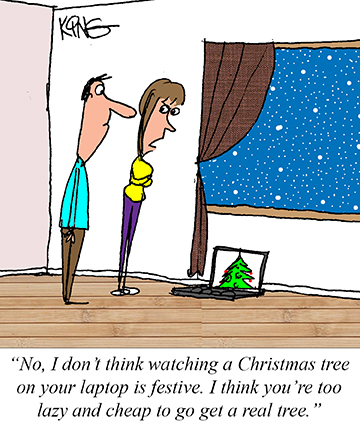 KING
“No, I don’t think watching a Christmas tree
on your laptop is festive. I think you’re too
lazy and cheap to go get a real tree.”